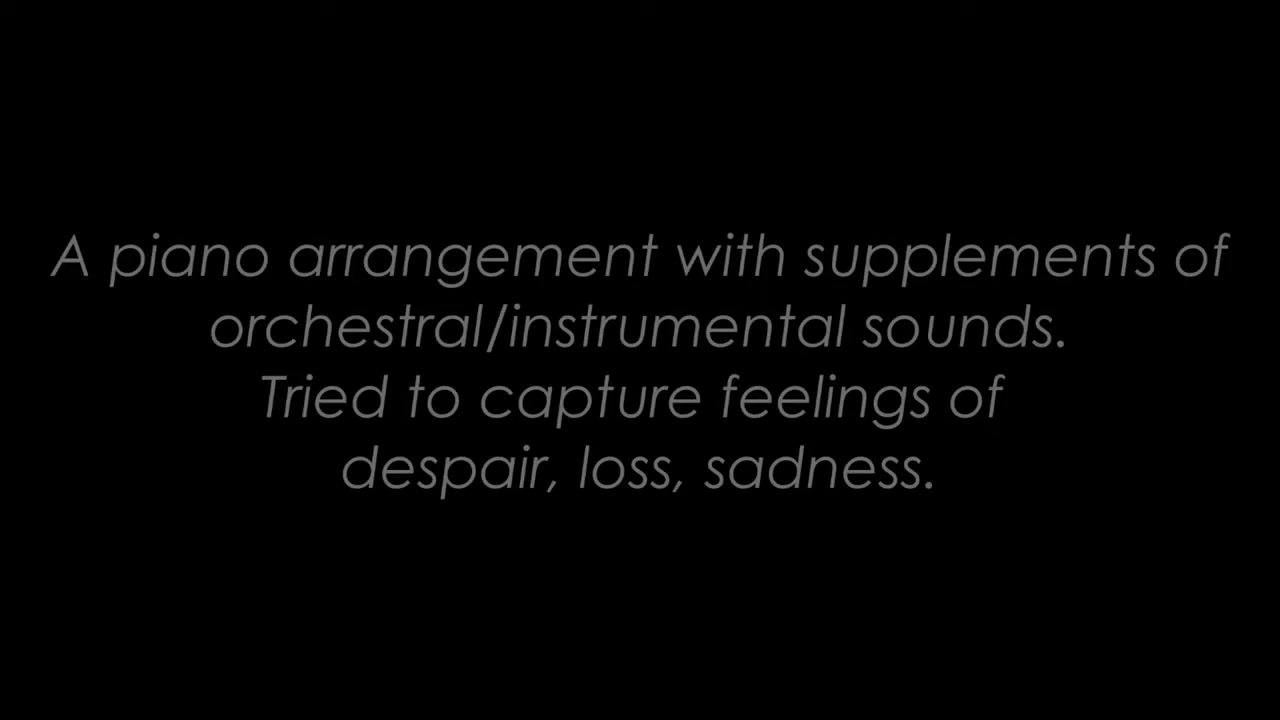 A piano arrangement with supplements of
orchestral/instrumental sounds.
Tried to capture feelings of
despair, loss, sadness.